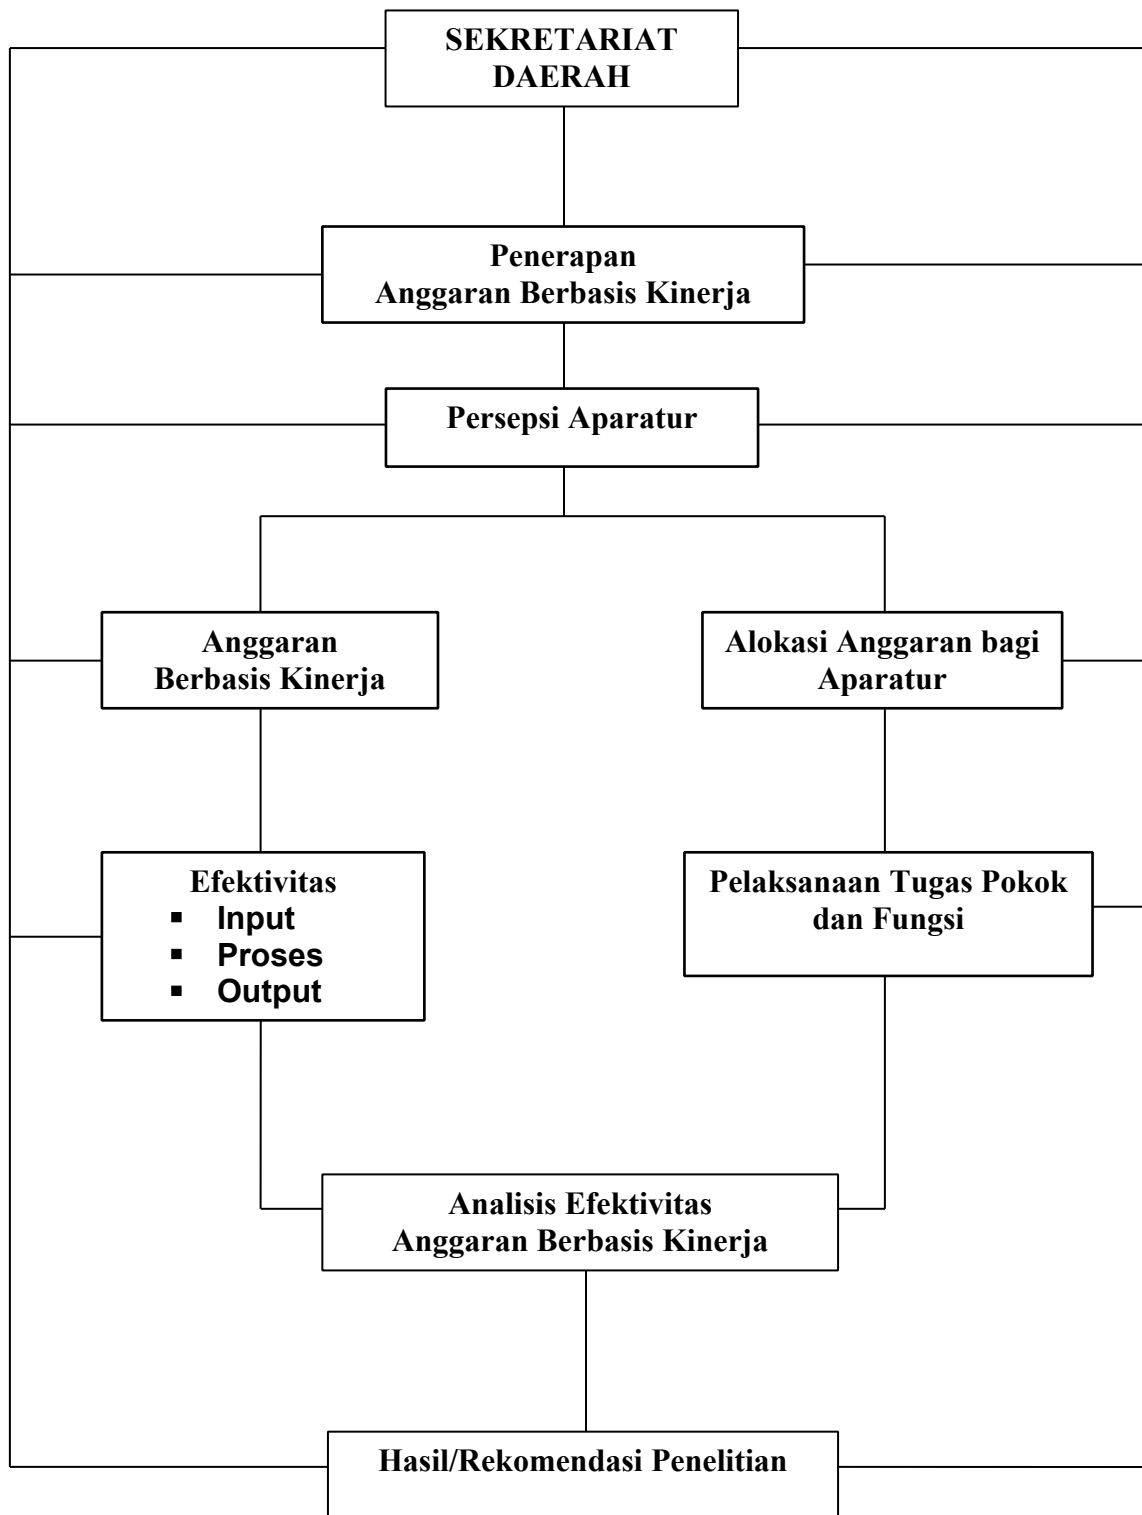 SEKRETARIAT
DAERAH
Penerapan
Anggaran Berbasis Kinerja
Persepsi Aparatur
Anggaran
Berbasis Kinerja
Alokasi Anggaran bagi
Aparatur
Efektivitas
▪ Input
▪ Proses
▪ Output
Pelaksanaan Tugas Pokok
dan Fungsi
Analisis Efektivitas
Anggaran Berbasis Kinerja
Hasil/Rekomendasi Penelitian